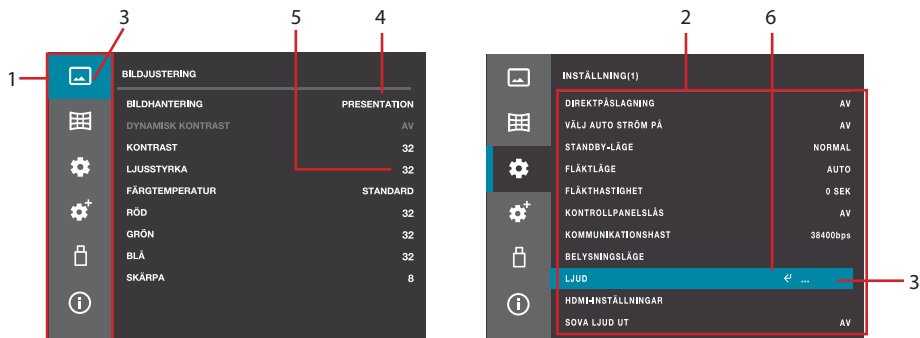 3 5 4
1
BILDJUSTERING
BILDHANTERING PRESENTATION
DYNAMISK KONTRAST AV
KONTRAST 32
LJUSSTYRKA 32
FÄRGTEMPERATUR STANDARD
RÖD 32
GRÖN 32
BLÅ 32
SKÄRPA 8
2 6
INSTÄLLNING(1)
DIREKTPÅSLAGNING AV
VÄLJ AUTO STRÖM PÅ AV
STANDBY-LÄGE NORMAL
FLÄKTLÄGE AUTO
FLÄKTHASTIGHET 0 SEK
KONTROLLPANELSLÅS AV
KOMMUNIKATIONSHAST 38400bps
BELYSNINGSLÄGE
LJUD ↵ ...
3
HDMI-INSTÄLLNINGAR
SOVA LJUD UT AV